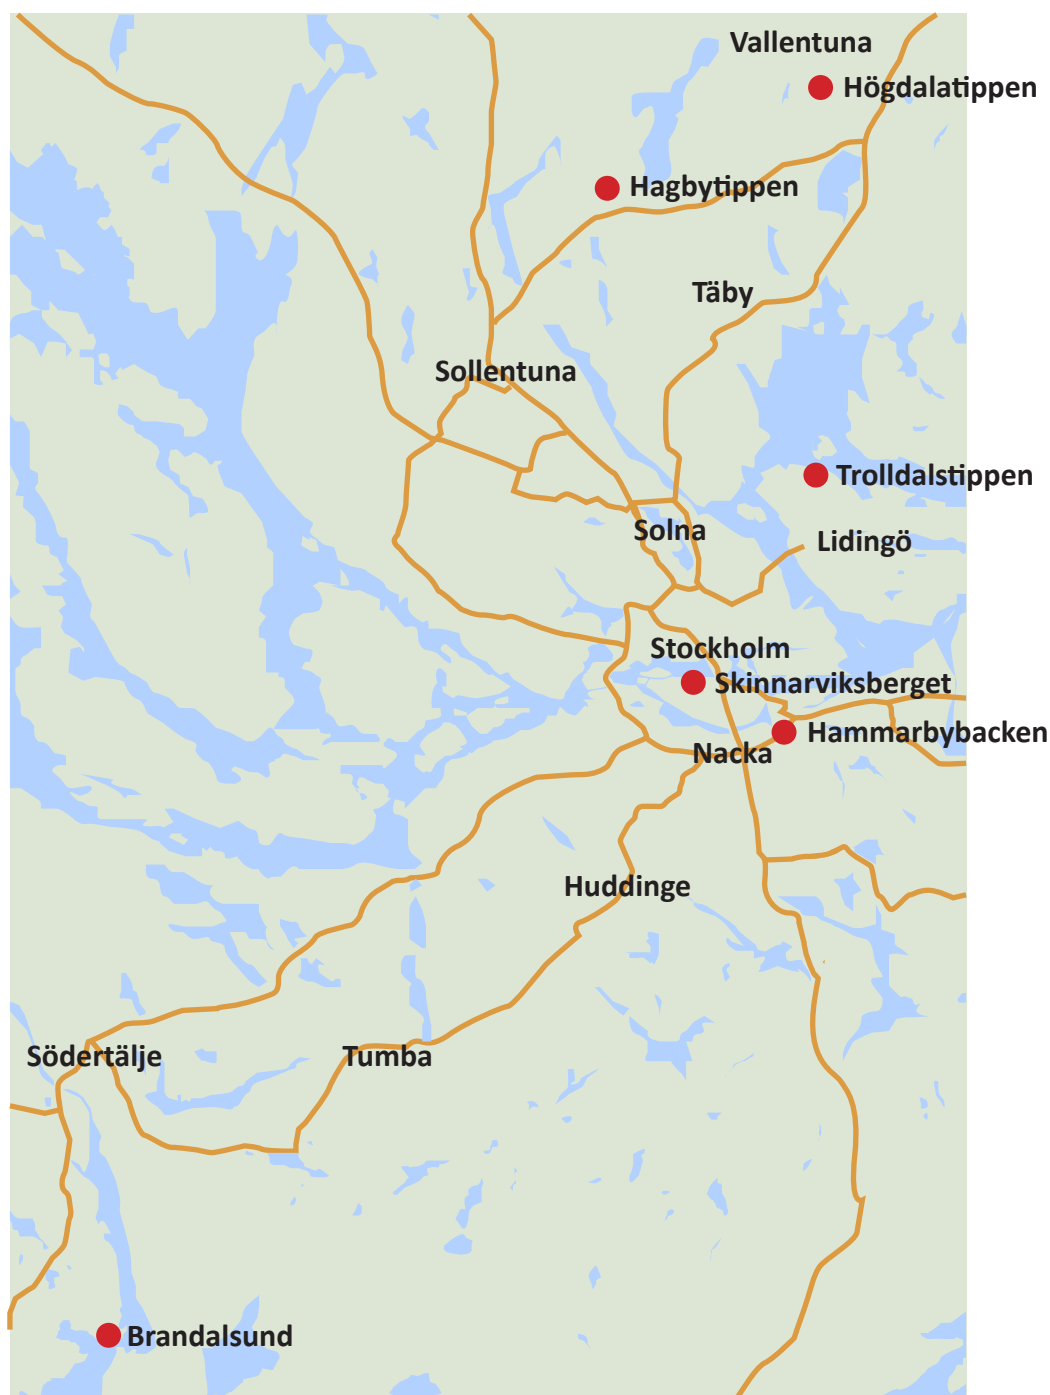 Vallentuna
Högdalatippen
Hagbytippen
Täby
Sollentuna
Trolldalstippen
Solna
Lidingö
Stockholm
Skinnarviksberget
Hammarbybacken
Nacka
Huddinge
Södertälje
Tumba
Brandalsund